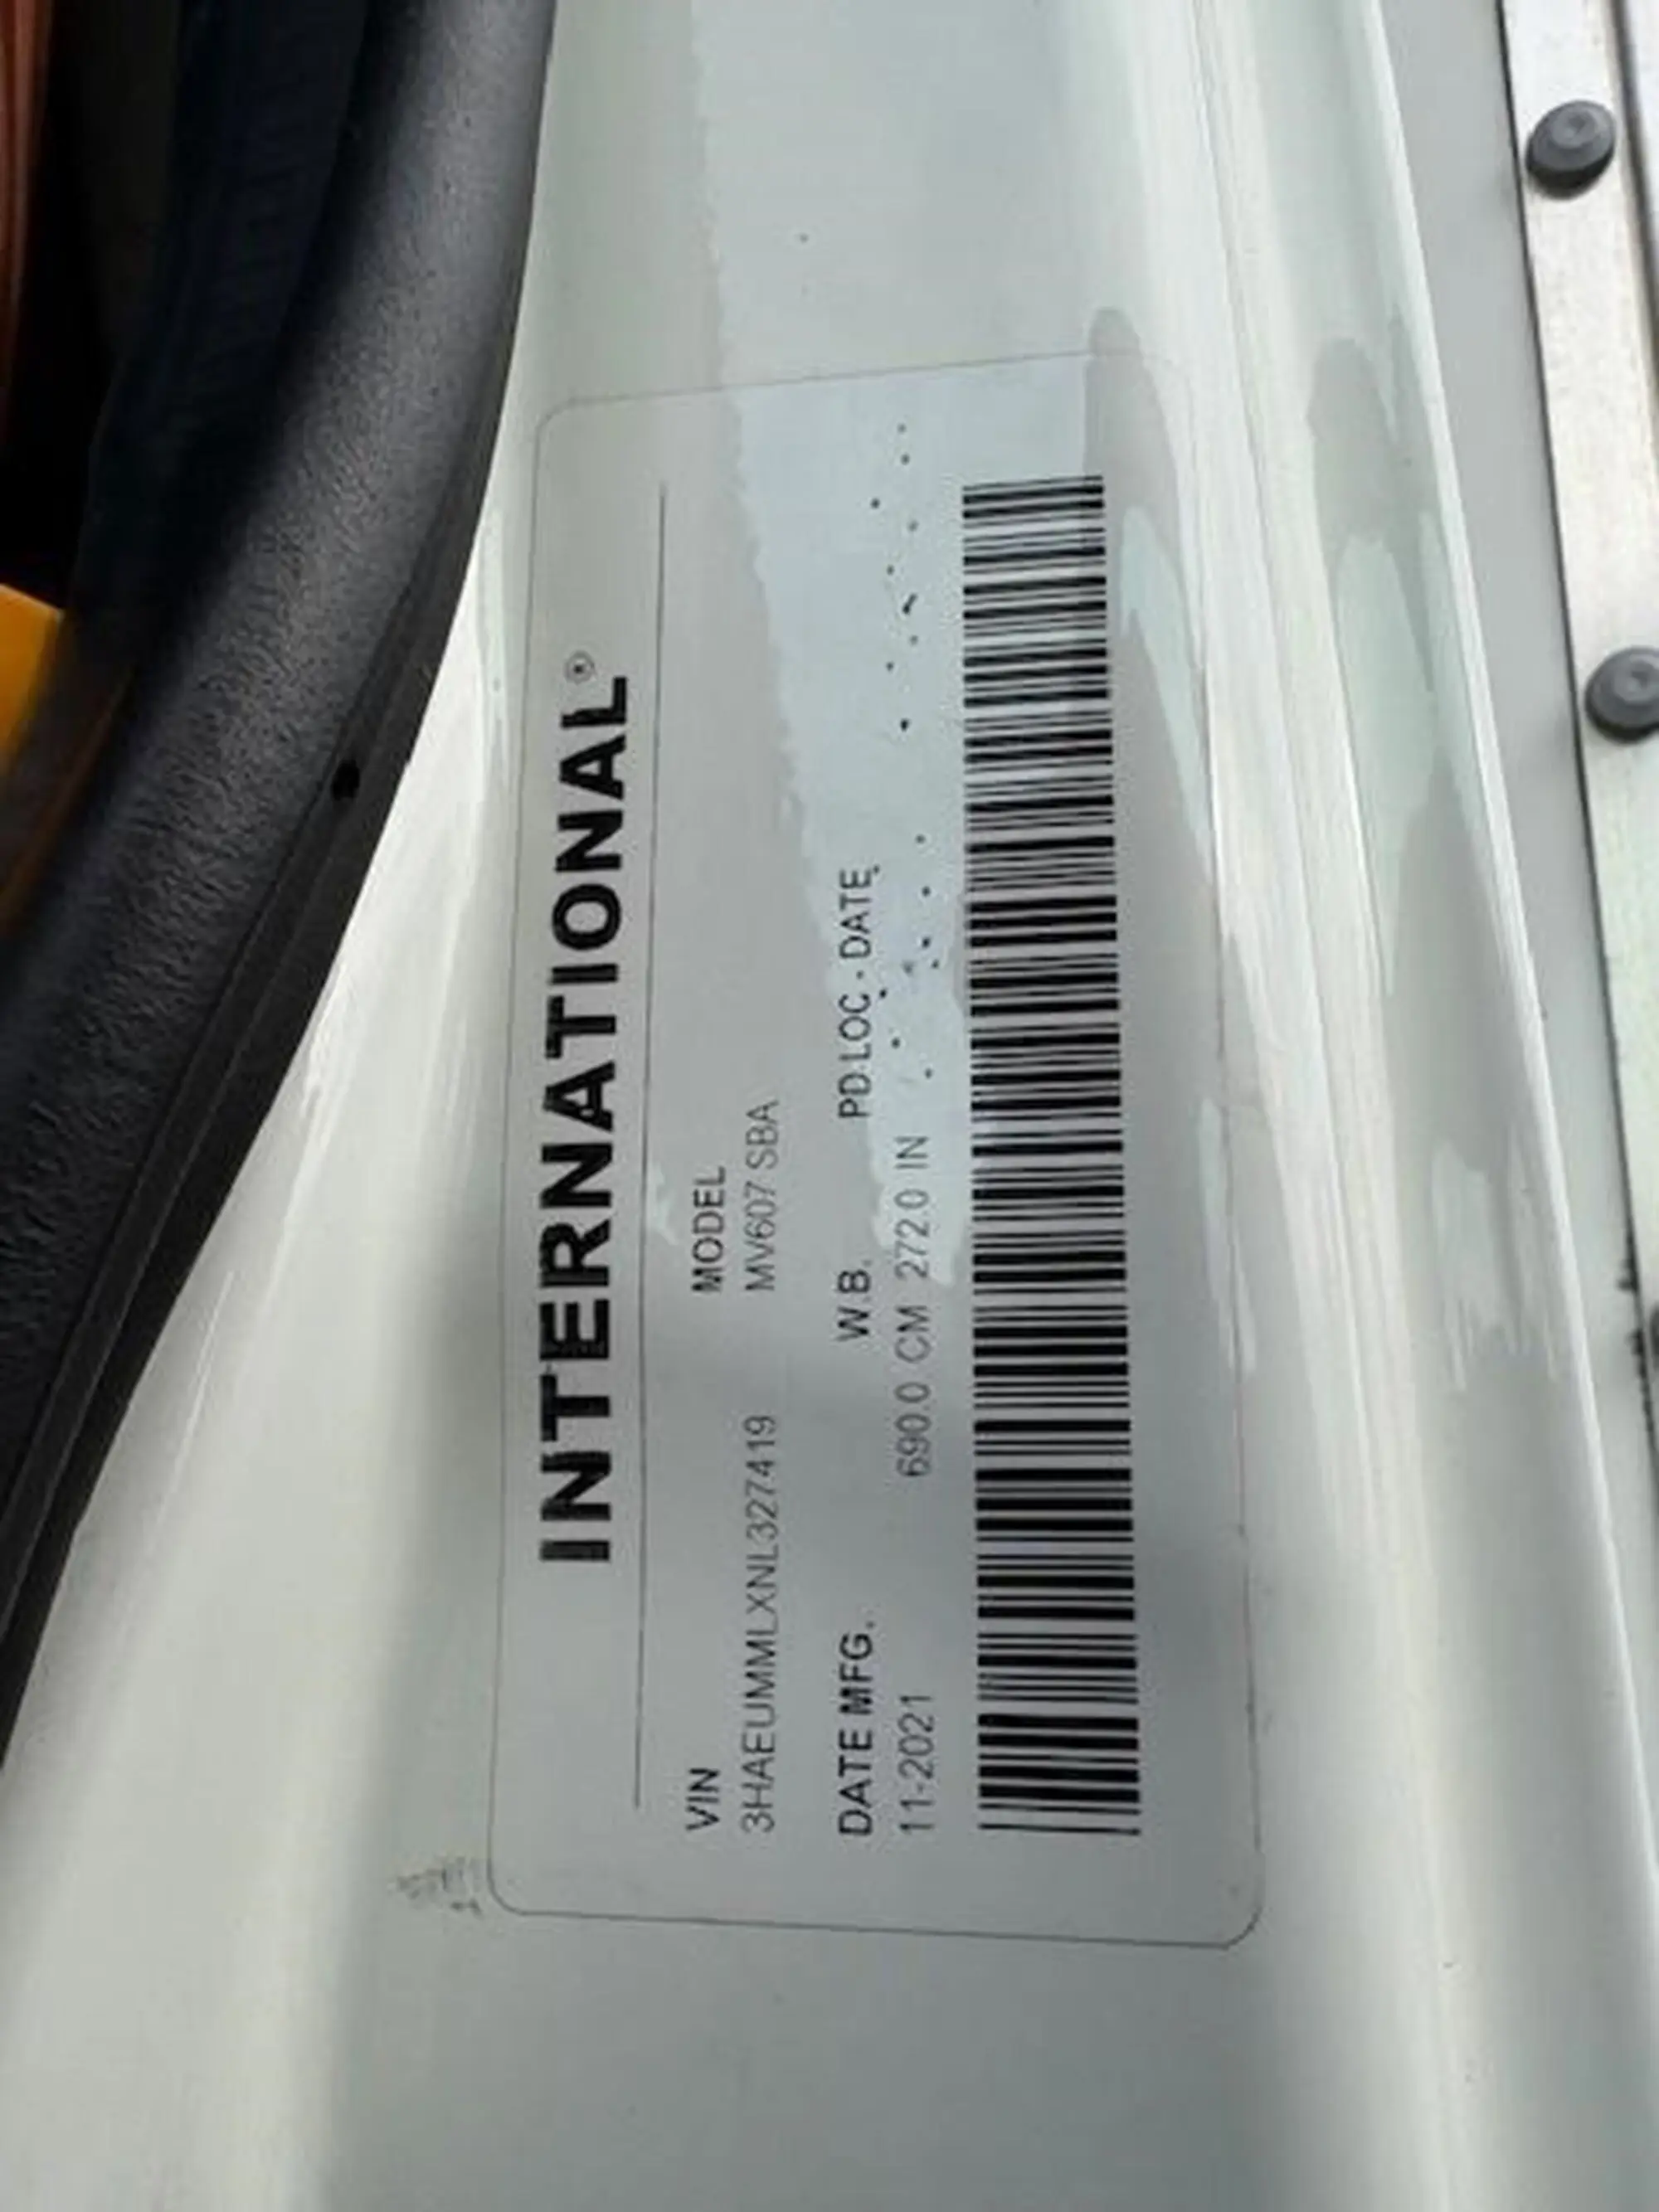 INTERNATIONAL®
VIN MODEL
3HAEUMMLXNL327419 MV607 SBA
DATE MFG. W.B. PD LOC - DATE
11-2021 690.0 CM 272.0 IN